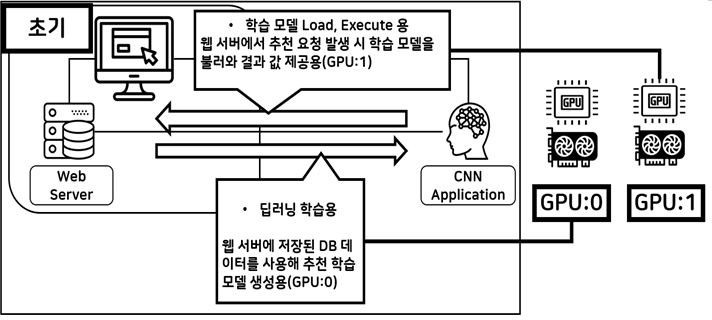 초기
• 학습 모델 Load, Execute 용
웹 서버에서 추천 요청 발생 시 학습 모델을
불러와 결과 값 제공용(GPU:1)
GPU
GPU
Web
Server
CNN
Application
GPU:0
GPU:1
• 딥러닝 학습용
웹 서버에 저장된 DB 데
이터를 사용해 추천 학습
모델 생성용(GPU:0)